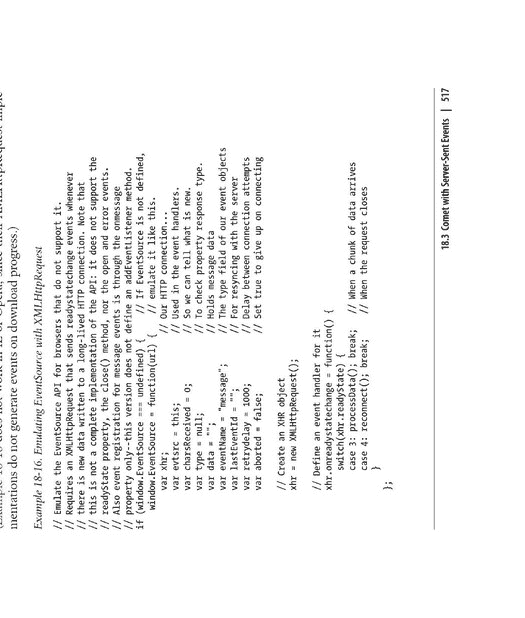 mentations do not generate events on download progress.)
Example 18-16. Emulating EventSource with XMLHttpRequest
// Emulate the EventSource API for browsers that do not support it.
// Requires an XMLHttpRequest that sends readystatechange events whenever
// there is new data written to a long-lived HTTP connection. Note that
// this is not a complete implementation of the API: it does not support the
// readyState property, the close() method, nor the open and error events.
// Also event registration for message events is through the onmessage
// property only--this version does not define an addEventListener method.
if (window.EventSource === undefined) {     // If EventSource is not defined,
    window.EventSource = function(url) {    // emulate it like this.
        var xhr;                        // Our HTTP connection...
        var evtsrc = this;              // Used in the event handlers.
        var charsReceived = 0;          // So we can tell what is new.
        var type = null;                // To check property response type.
        var data = "";                  // Holds message data
        var eventName = "message";      // The type field of our event objects
        var lastEventId = "";           // For resyncing with the server
        var retrydelay = 1000;          // Delay between connection attempts
        var aborted = false;            // Set true to give up on connecting
        // Create an XHR object
        xhr = new XMLHttpRequest();
        // Define an event handler for it
        xhr.onreadystatechange = function() {
            switch(xhr.readyState) {
            case 3: processData(); break;   // When a chunk of data arrives
            case 4: reconnect(); break;     // When the request closes
            }
        };
18.3 Comet with Server-Sent Events | 517